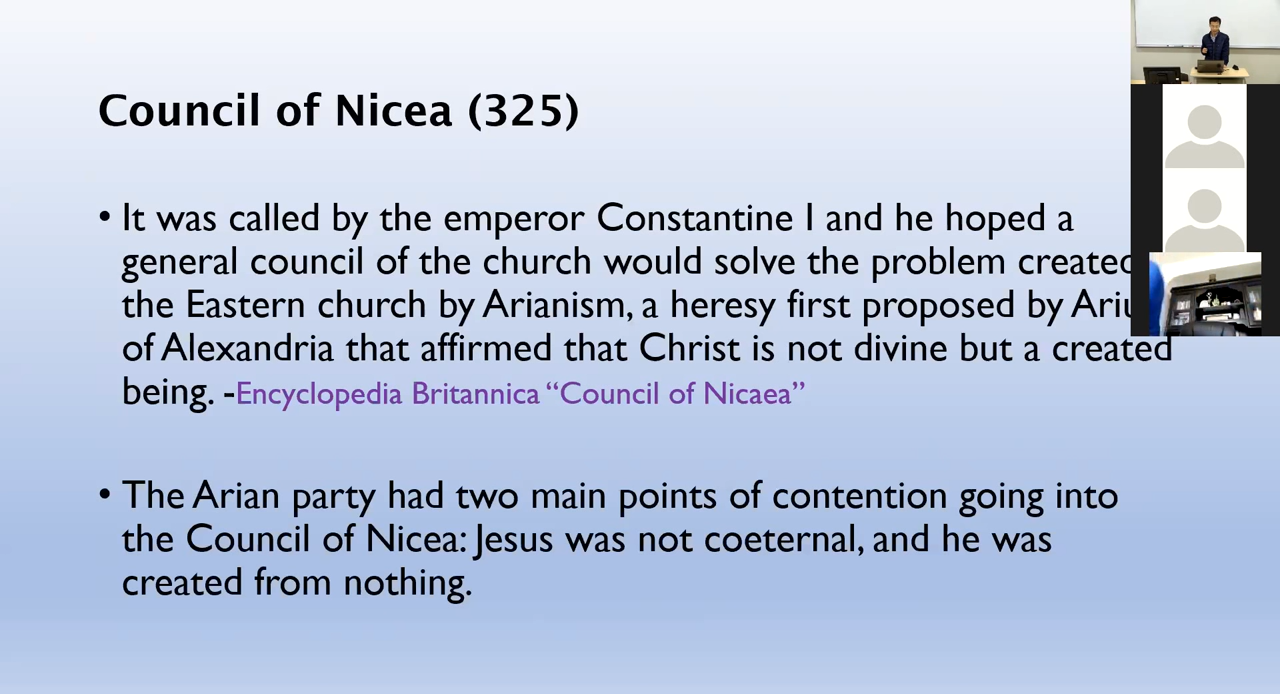 Council of Nicea (325)
• It was called by the emperor Constantine I and he hoped a
general council of the church would solve the problem created
the Eastern church by Arianism, a heresy first proposed by
of Alexandria that affirmed that Christ is not divine but a created
being. -Encyclopedia Britannica “Council of Nicaea”
• The Arian party had two main points of contention going into
the Council of Nicea: Jesus was not coeternal, and he was
created from nothing.